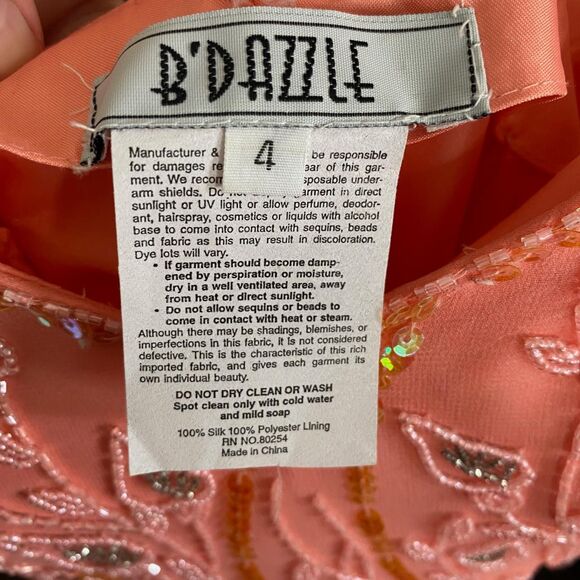 B'DAZZLE
4
Manufacturer & be responsible
for damages re ear of this gar-
ment. We recom sposable under-
arm shields. Do arment in direct
sunlight or UV light or allow perfume, deodor-
ant, hairspray, cosmetics or liquids with alcohol
base to come into contact with sequins, beads
and fabric as this may result in discoloration.
Dye lots will vary.
• If garment should become damp-
ened by perspiration or moisture,
dry in a well ventilated area, away
from heat or direct sunlight.
• Do not allow sequins or beads to
come in contact with heat or steam.
Although there may be shadings, blemishes, or
imperfections in this fabric, it is not considered
defective. This is the characteristic of this rich
imported fabric, and gives each garment its
own individual beauty.
DO NOT DRY CLEAN OR WASH
Spot clean only with cold water
and mild soap
100% Silk 100% Polyester Lining
RN NO.80254
Made in China